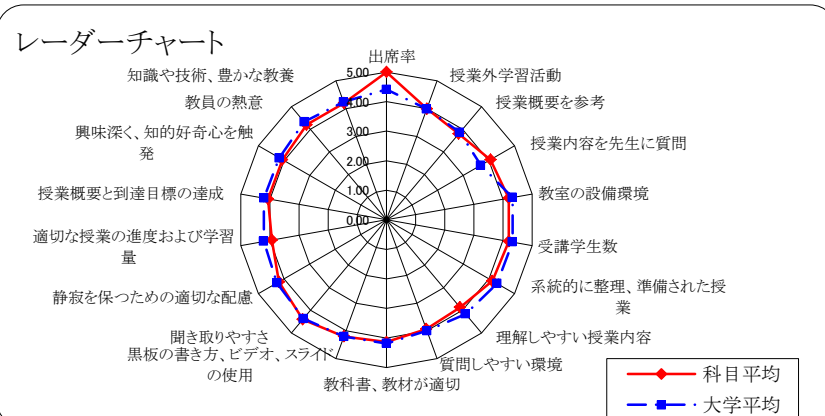 レーダーチャート
出席率
授業外学習活動
授業概要を参考
授業内容を先生に質問
教室の設備環境
受講学生数
系統的に整理、準備された授
業
理解しやすい授業内容
質問しやすい環境
教科書、教材が適切
黒板の書き方、ビデオ、スライド
の使用
聞き取りやすさ
静寂を保つための適切な配慮
適切な授業の進度および学習
量
授業概要と到達目標の達成
興味深く、知的好奇心を触
発
教員の熱意
知識や技術、豊かな教養
5.00
4.00
3.00
2.00
1.00
0.00
科目平均
大学平均